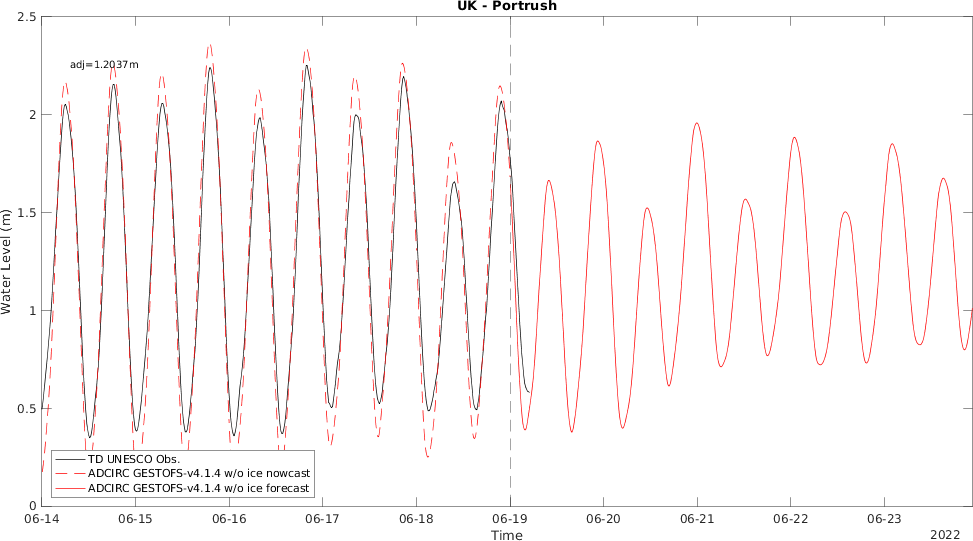 UK - Portrush
2.5
adj=1.2037m
2
1.5
Water Level (m)
1
0.5
TD UNESCO Obs.
ADCIRC GESTOFS-v4.1.4 w/o ice nowcast
ADCIRC GESTOFS-v4.1.4 w/o ice forecast
0
06-14 06-15 06-16 06-17 06-18 06-19 06-20 06-21 06-22 06-23
Time
2022